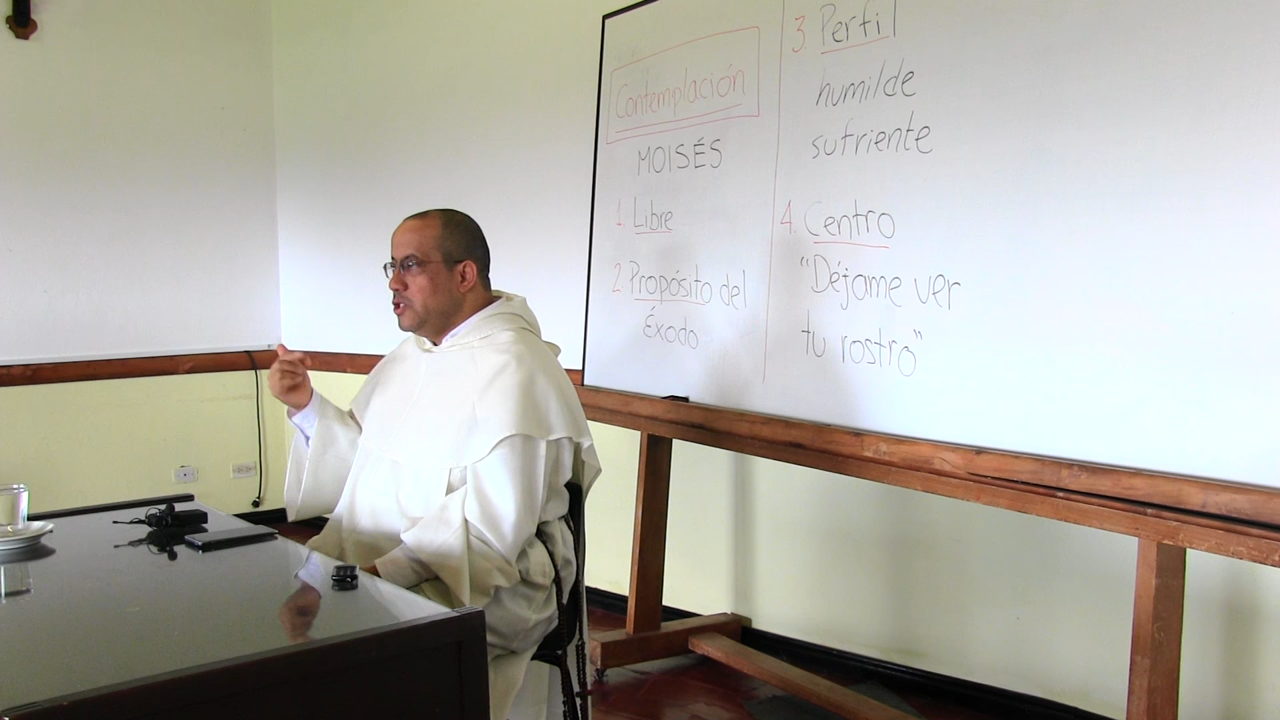 Contemplación
MOISÉS
1. Libre
2. Propósito del
Éxodo
3. Perfil
humilde
sufriente
4. Centro
"Déjame ver
tu rostro"